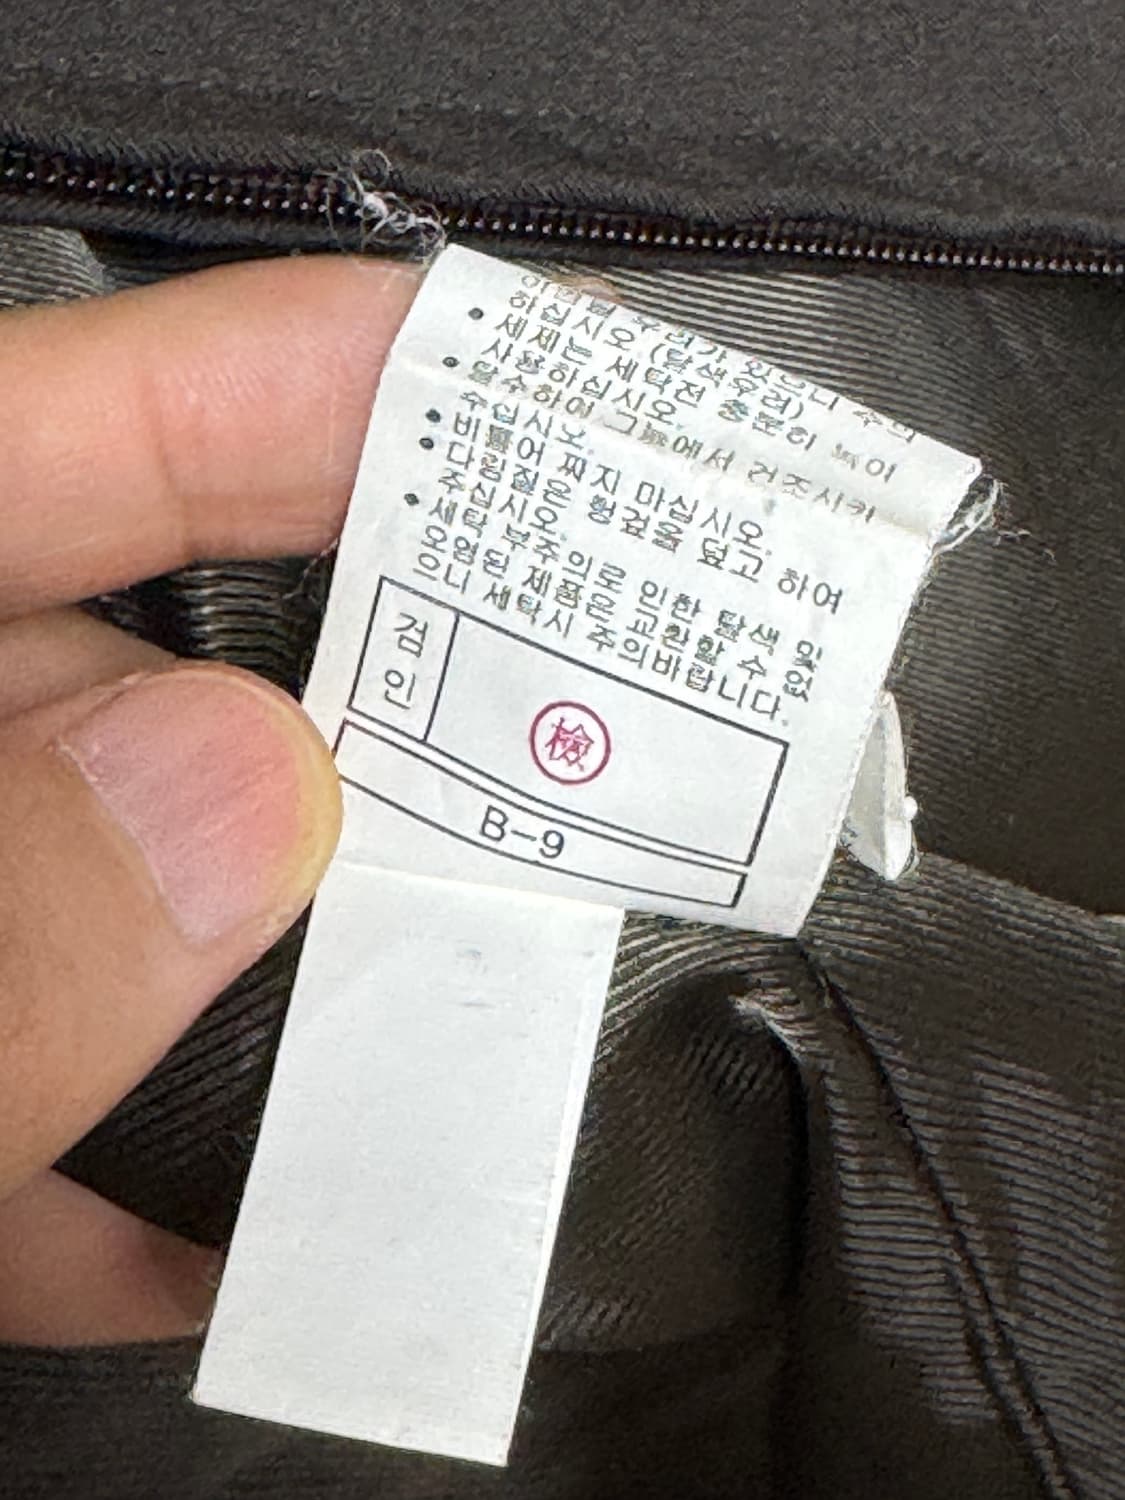 하십시오 (탈색우려)
• 세제는 세탁전 충분히 녹여
사용하십시오.
• 탈수하여 그늘에서 건조시켜
주십시오.
• 비틀어 짜지 마십시오.
• 다림질은 헝겊을 덮고 하여
주십시오.
• 세탁 부주의로 인한 탈색 및
오염된 제품은 교환할 수 없
으니 세탁시 주의바랍니다.
검인
檢
B-9